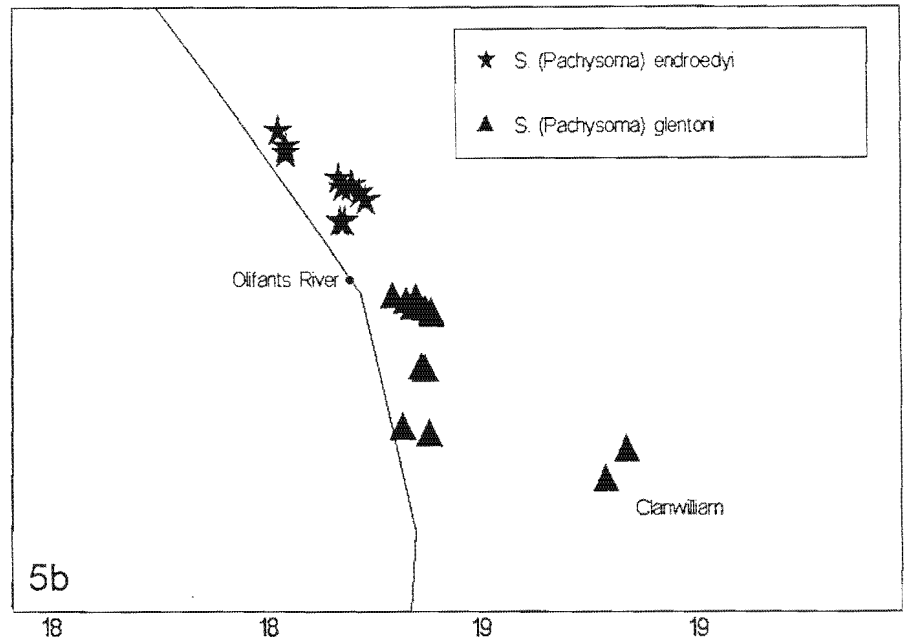 S. (Pachysoma) endroedyi
S. (Pachysoma) glentoni
Olifants River
Clanwilliam
5b
18 18 19 19